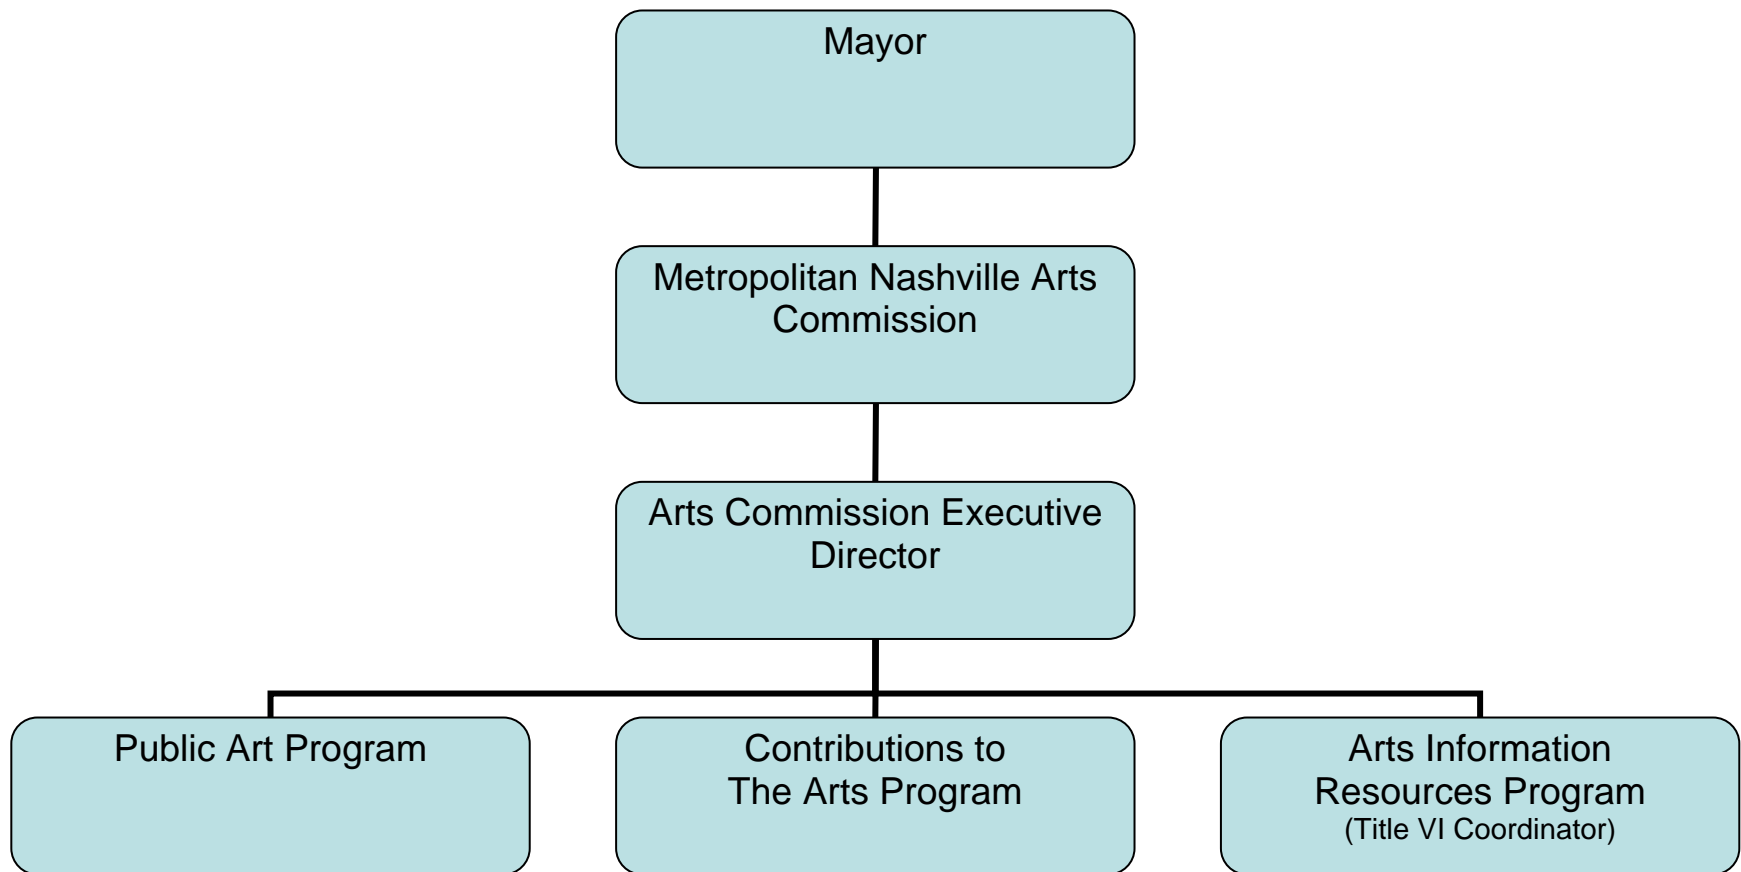 Mayor
Metropolitan Nashville Arts
Commission
Arts Commission Executive
Director
Public Art Program
Contributions to
The Arts Program
Arts Information
Resources Program
(Title VI Coordinator)